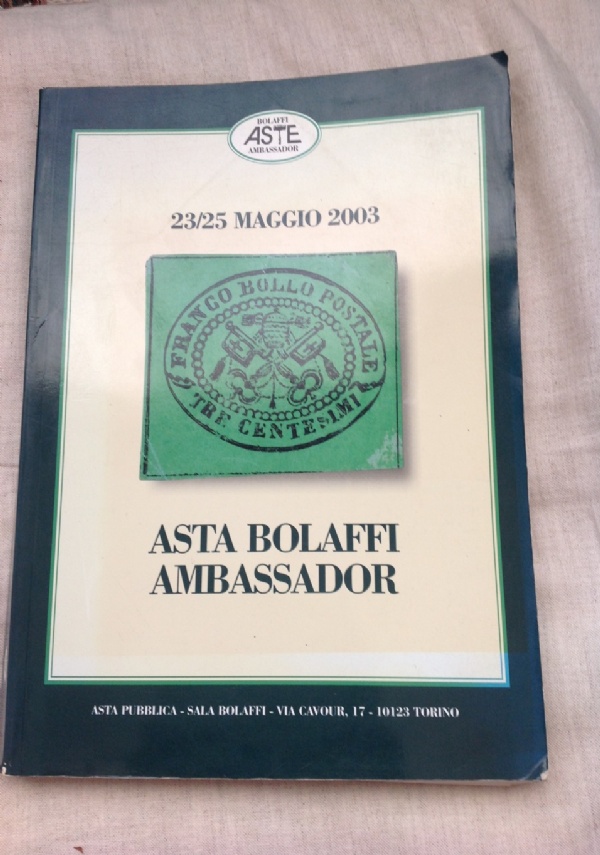 BOLAFFI
ASTE
AMBASSADOR
23/25 MAGGIO 2003
FRANCO BOLLO POSTALE
TRE CENTESIMI
ASTA BOLAFFI
AMBASSADOR
ASTA PUBBLICA - SALA BOLAFFI - VIA CAVOUR, 17 - 10123 TORINO